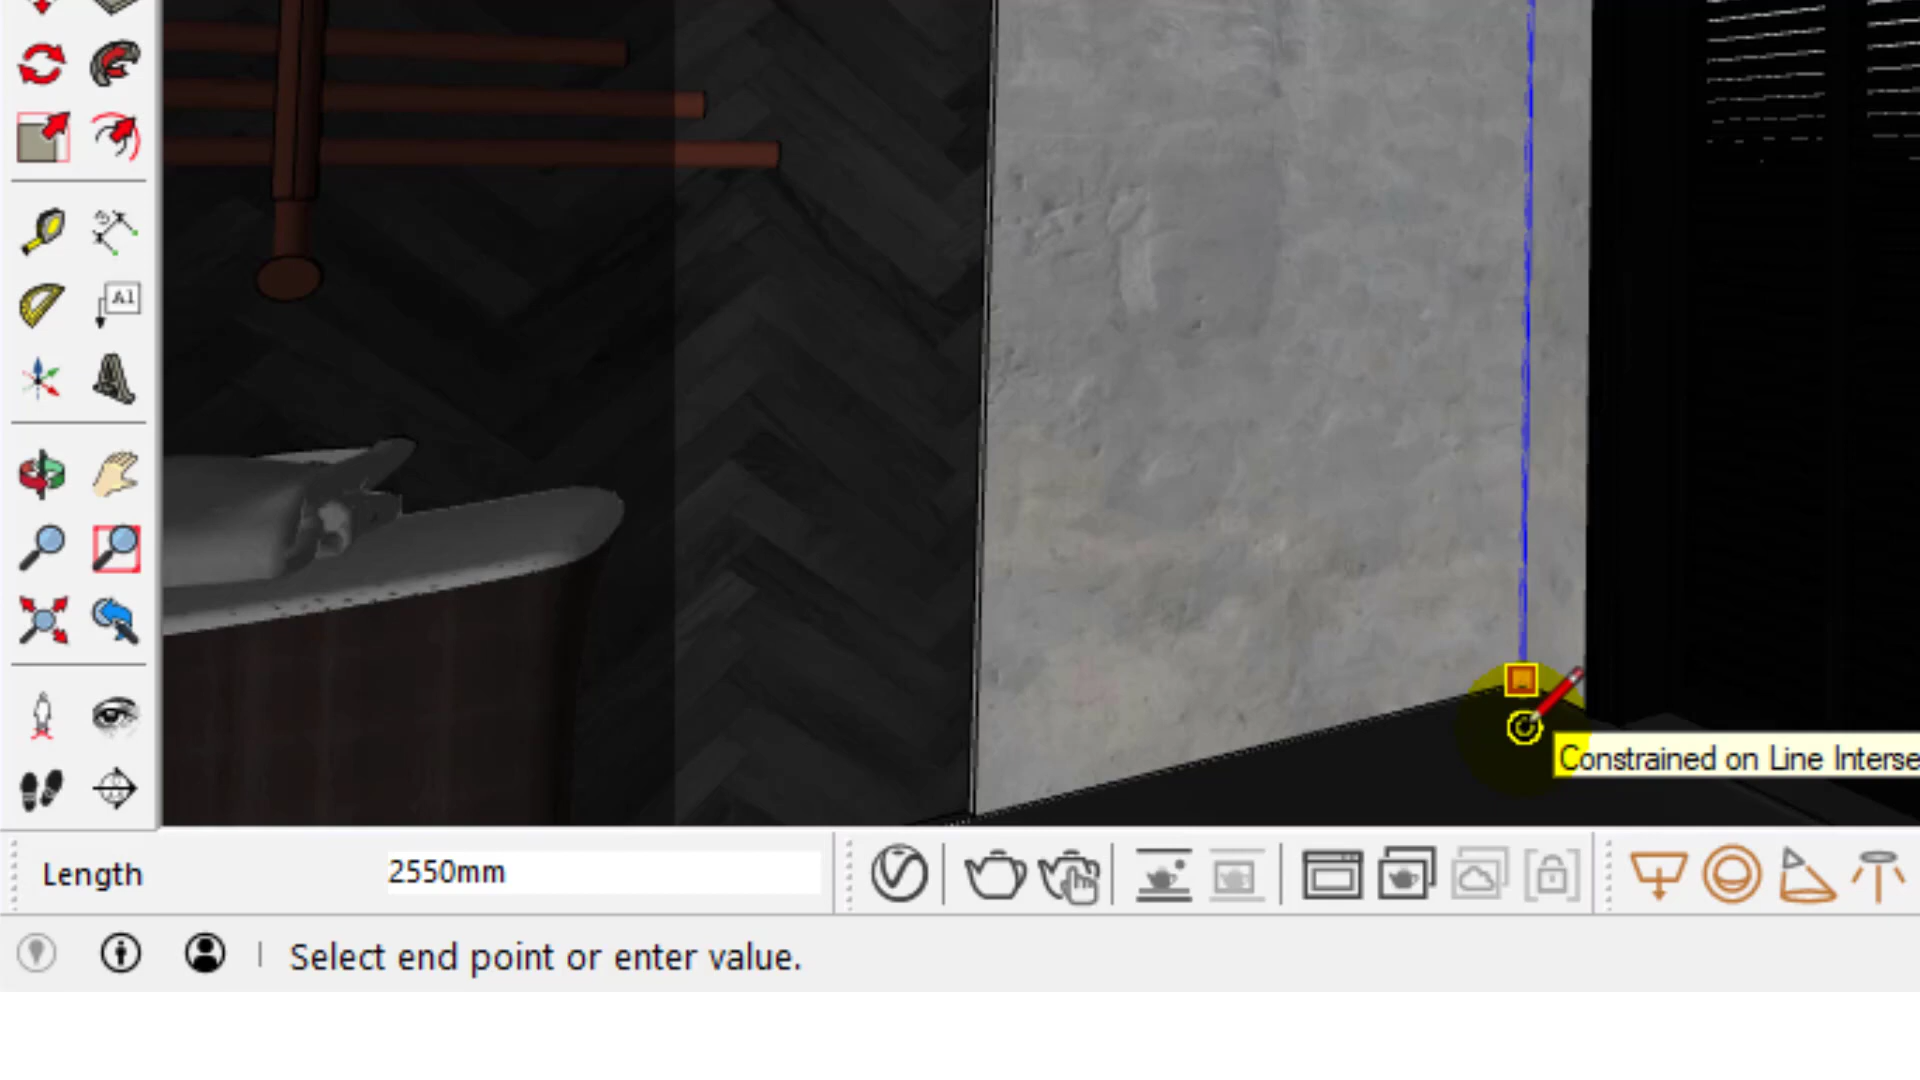 A1
Constrained on Line Interse
Length 2550mm
Select end point or enter value.